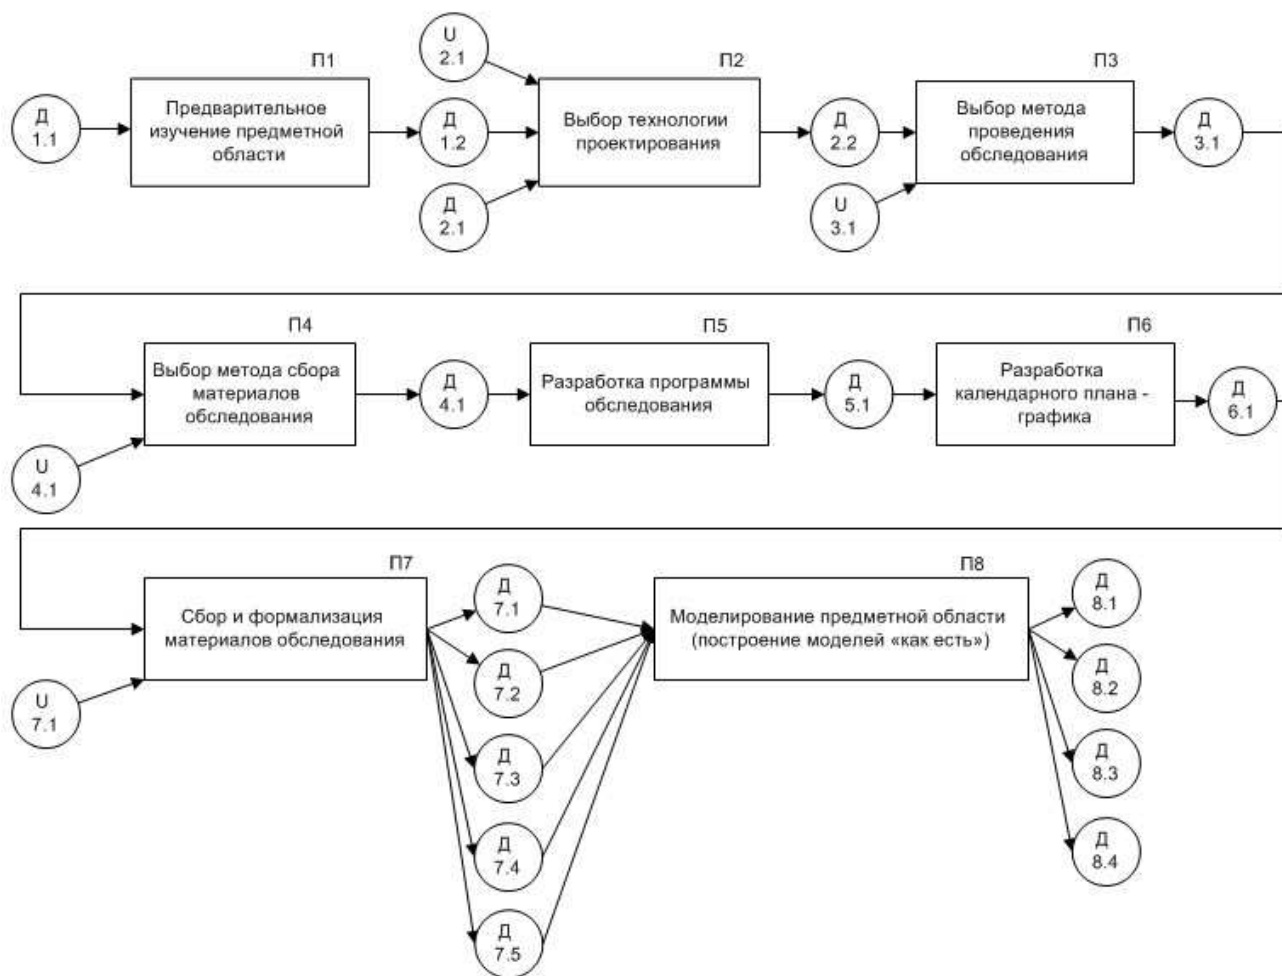 П1
П2
П3
U
2.1
Д
1.1
Предварительное
изучение предметной
области
Д
1.2
Д
2.1
Выбор технологии
проектирования
Д
2.2
U
3.1
Выбор метода
проведения
обследования
Д
3.1
П4
П5
П6
Выбор метода сбора
материалов
обследования
U
4.1
Д
4.1
Разработка программы
обследования
Д
5.1
Разработка
календарного плана -
графика
Д
6.1
П7
П8
Сбор и формализация
материалов обследования
U
7.1
Д
7.1
Д
7.2
Д
7.3
Д
7.4
Д
7.5
Моделирование предметной области
(построение моделей «как есть»)
Д
8.1
Д
8.2
Д
8.3
Д
8.4